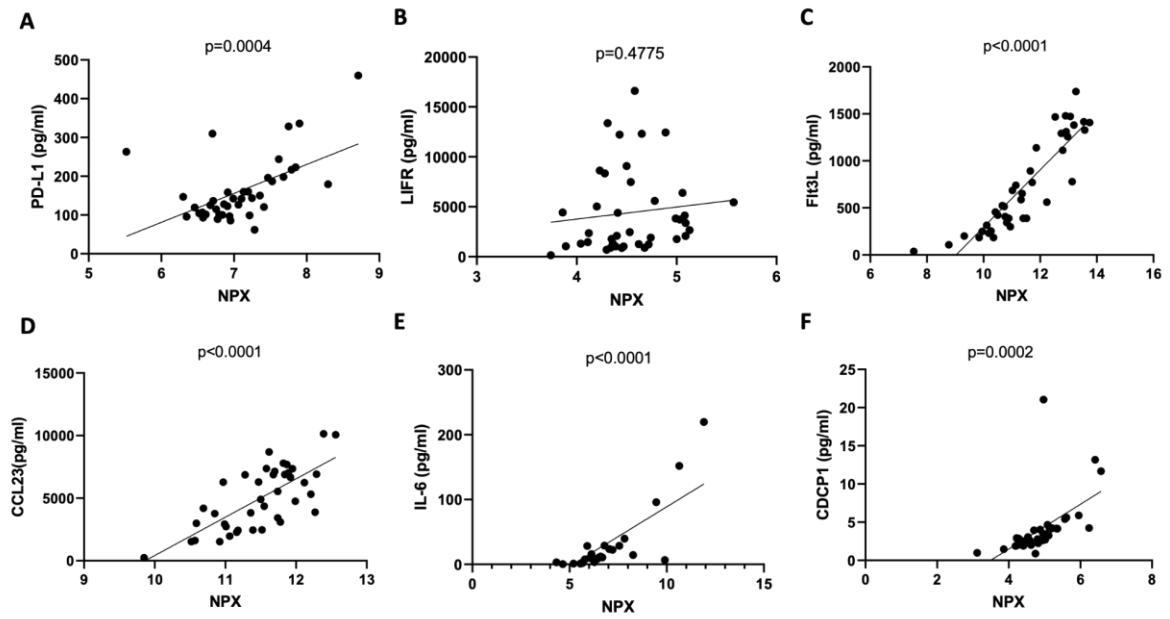 A
p=0.0004
PD-L1 (pg/ml)
500
400
300
200
100
0
5
6
7
8
9
NPX
B
p=0.4775
LIFR (pg/ml)
20000
15000
10000
5000
0
3
4
5
6
NPX
C
p<0.0001
Flt3L (pg/ml)
2000
1500
1000
500
0
6
8
10
12
14
16
NPX
D
p<0.0001
CCL23(pg/ml)
15000
10000
5000
0
9
10
11
12
13
NPX
E
p<0.0001
IL-6 (pg/ml)
300
200
100
0
0
5
10
15
NPX
F
p=0.0002
CDCP1 (pg/ml)
25
20
15
10
5
0
0
2
4
6
8
NPX